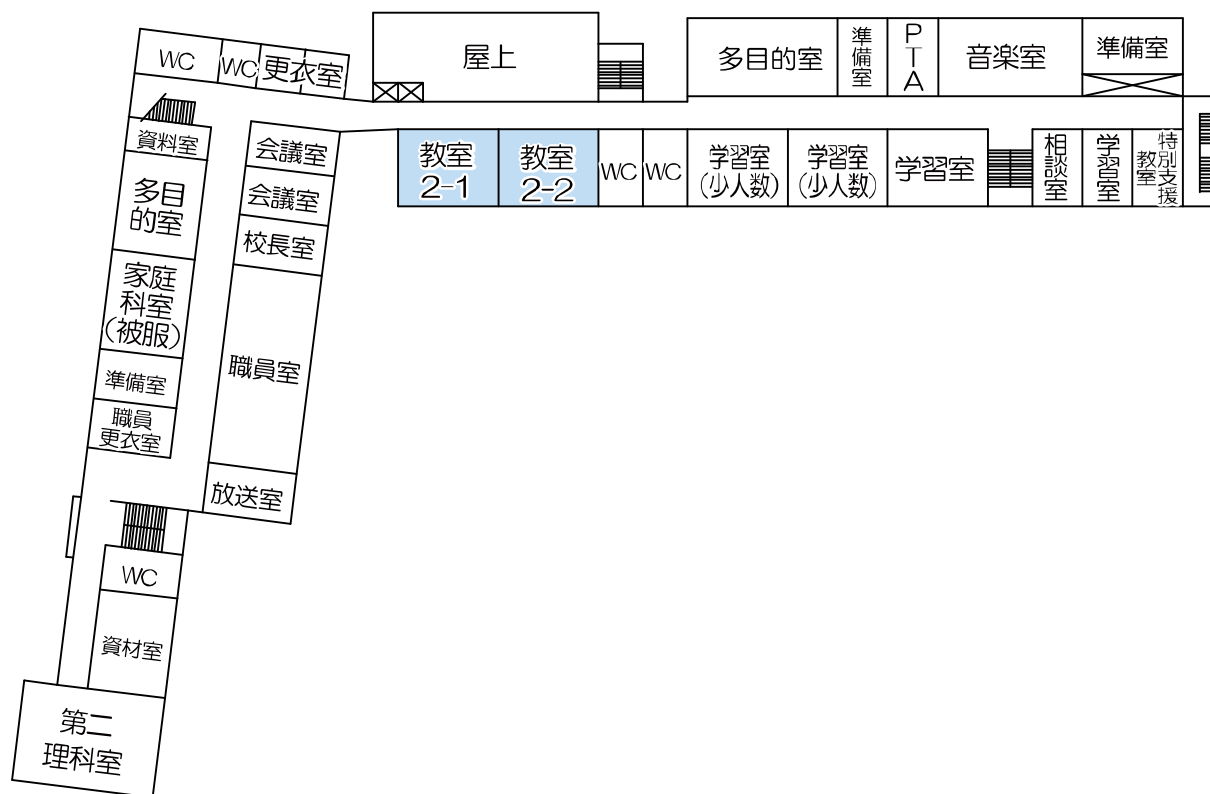 WC
WC
更衣室
屋上
多目的室
準備室
PTA
音楽室
準備室
資料室
会議室
教室
2-1
教室
2-2
WC
WC
学習室
(少人数)
学習室
(少人数)
学習室
相談室
学習室
特別支援
教室
多目
的室
会議室
校長室
家庭
科室
(被服)
職員室
準備室
職員
更衣室
放送室
WC
資材室
第二
理科室